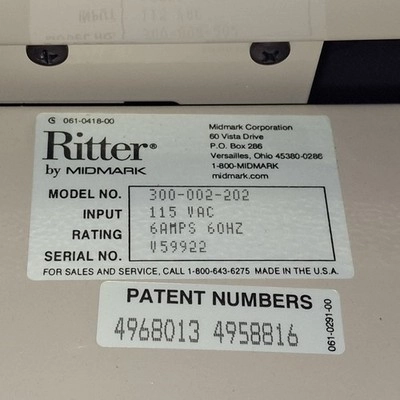 G 061-0418-00
Ritter®
by MIDMARK
Midmark Corporation
60 Vista Drive
P.O. Box 286
Versailles, Ohio 45380-0286
1-800-MIDMARK
midmark.com
MODEL NO. 300-002-202
INPUT 115 VAC
RATING 6AMPS 60HZ
SERIAL NO. V59922
FOR SALES AND SERVICE, CALL 1-800-643-6275 MADE IN THE U.S.A.
PATENT NUMBERS
4968013 4958816
061-0291-00